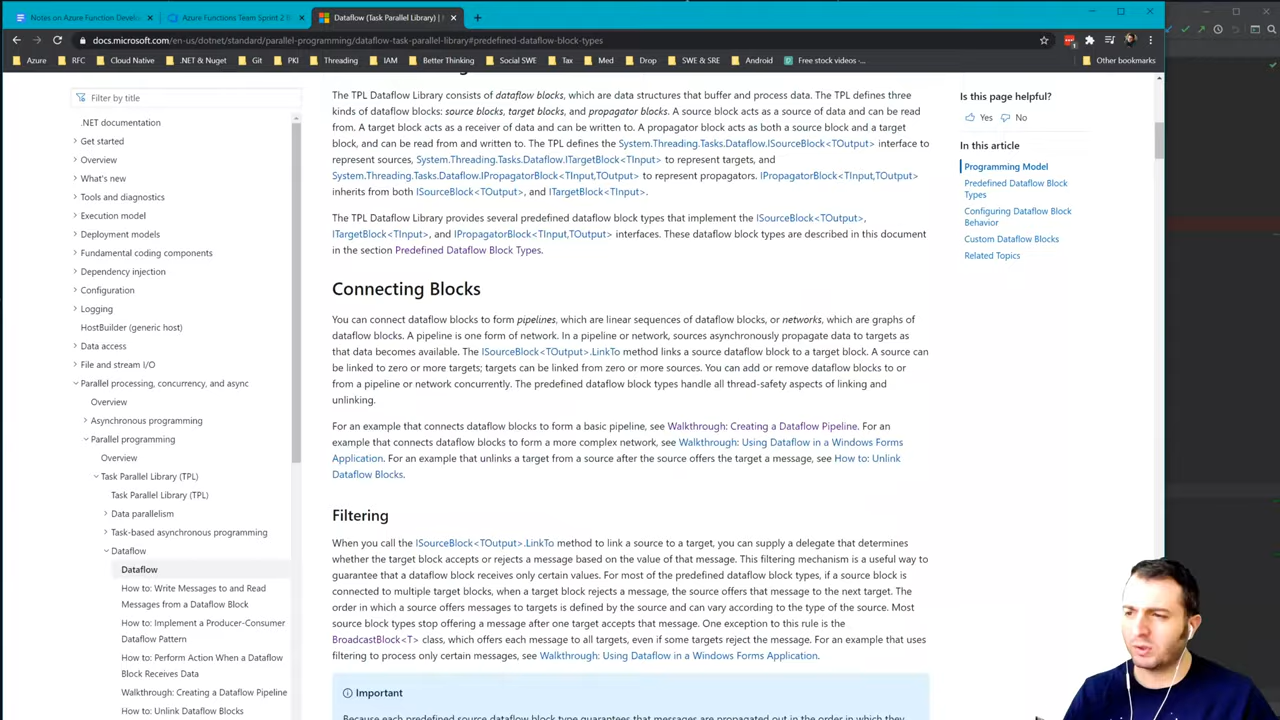 Notes on Azure Function Develo
Azure Functions Team Sprint 2 B
Dataflow (Task Parallel Library) |
docs.microsoft.com/en-us/dotnet/standard/parallel-programming/dataflow-task-parallel-library#predefined-dataflow-block-types
Azure
RFC
Cloud Native
.NET & Nuget
Git
PKI
Threading
IAM
Better Thinking
Social SWE
Tax
Med
Drop
SWE & SRE
Android
Free stock videos -...
Other bookmarks
Filter by title
.NET documentation
Get started
Overview
What's new
Tools and diagnostics
Execution model
Deployment models
Fundamental coding components
Dependency injection
Configuration
Logging
HostBuilder (generic host)
Data access
File and stream I/O
Parallel processing, concurrency, and async
Overview
Asynchronous programming
Parallel programming
Overview
Task Parallel Library (TPL)
Task Parallel Library (TPL)
Data parallelism
Task-based asynchronous programming
Dataflow
Dataflow
How to: Write Messages to and Read
Messages from a Dataflow Block
How to: Implement a Producer-Consumer
Dataflow Pattern
How to: Perform Action When a Dataflow
Block Receives Data
Walkthrough: Creating a Dataflow Pipeline
How to: Unlink Dataflow Blocks
The TPL Dataflow Library consists of dataflow blocks, which are data structures that buffer and process data. The TPL defines three
kinds of dataflow blocks: source blocks, target blocks, and propagator blocks. A source block acts as a source of data and can be read
from. A target block acts as a receiver of data and can be written to. A propagator block acts as both a source block and a target
block, and can be read from and written to. The TPL defines the System.Threading.Tasks.Dataflow.ISourceBlock<TOutput> interface to
represent sources, System.Threading.Tasks.Dataflow.ITargetBlock<TInput> to represent targets, and
System.Threading.Tasks.Dataflow.IPropagatorBlock<TInput,TOutput> to represent propagators. IPropagatorBlock<TInput,TOutput>
inherits from both ISourceBlock<TOutput>, and ITargetBlock<TInput>.
The TPL Dataflow Library provides several predefined dataflow block types that implement the ISourceBlock<TOutput>,
ITargetBlock<TInput>, and IPropagatorBlock<TInput,TOutput> interfaces. These dataflow block types are described in this document
in the section Predefined Dataflow Block Types.
Connecting Blocks
You can connect dataflow blocks to form pipelines, which are linear sequences of dataflow blocks, or networks, which are graphs of
dataflow blocks. A pipeline is one form of network. In a pipeline or network, sources asynchronously propagate data to targets as
that data becomes available. The ISourceBlock<TOutput>.LinkTo method links a source dataflow block to a target block. A source can
be linked to zero or more targets; targets can be linked from zero or more sources. You can add or remove dataflow blocks to or
from a pipeline or network concurrently. The predefined dataflow block types handle all thread-safety aspects of linking and
unlinking.
For an example that connects dataflow blocks to form a basic pipeline, see Walkthrough: Creating a Dataflow Pipeline. For an
example that connects dataflow blocks to form a more complex network, see Walkthrough: Using Dataflow in a Windows Forms
Application. For an example that unlinks a target from a source after the source offers the target a message, see How to: Unlink
Dataflow Blocks.
Filtering
When you call the ISourceBlock<TOutput>.LinkTo method to link a source to a target, you can supply a delegate that determines
whether the target block accepts or rejects a message based on the value of that message. This filtering mechanism is a useful way to
guarantee that a dataflow block receives only certain values. For most of the predefined dataflow block types, if a source block is
connected to multiple target blocks, when a target block rejects a message, the source offers that message to the next target. The
order in which a source offers messages to targets is defined by the source and can vary according to the type of the source. Most
source block types stop offering a message after one target accepts that message. One exception to this rule is the
BroadcastBlock<T> class, which offers each message to all targets, even if some targets reject the message. For an example that uses
filtering to process only certain messages, see Walkthrough: Using Dataflow in a Windows Forms Application.
Important
Because each predefined source dataflow block type guarantees that messages are propagated out in the order in which they
Is this page helpful?
Yes
No
In this article
Programming Model
Predefined Dataflow Block
Types
Configuring Dataflow Block
Behavior
Custom Dataflow Blocks
Related Topics